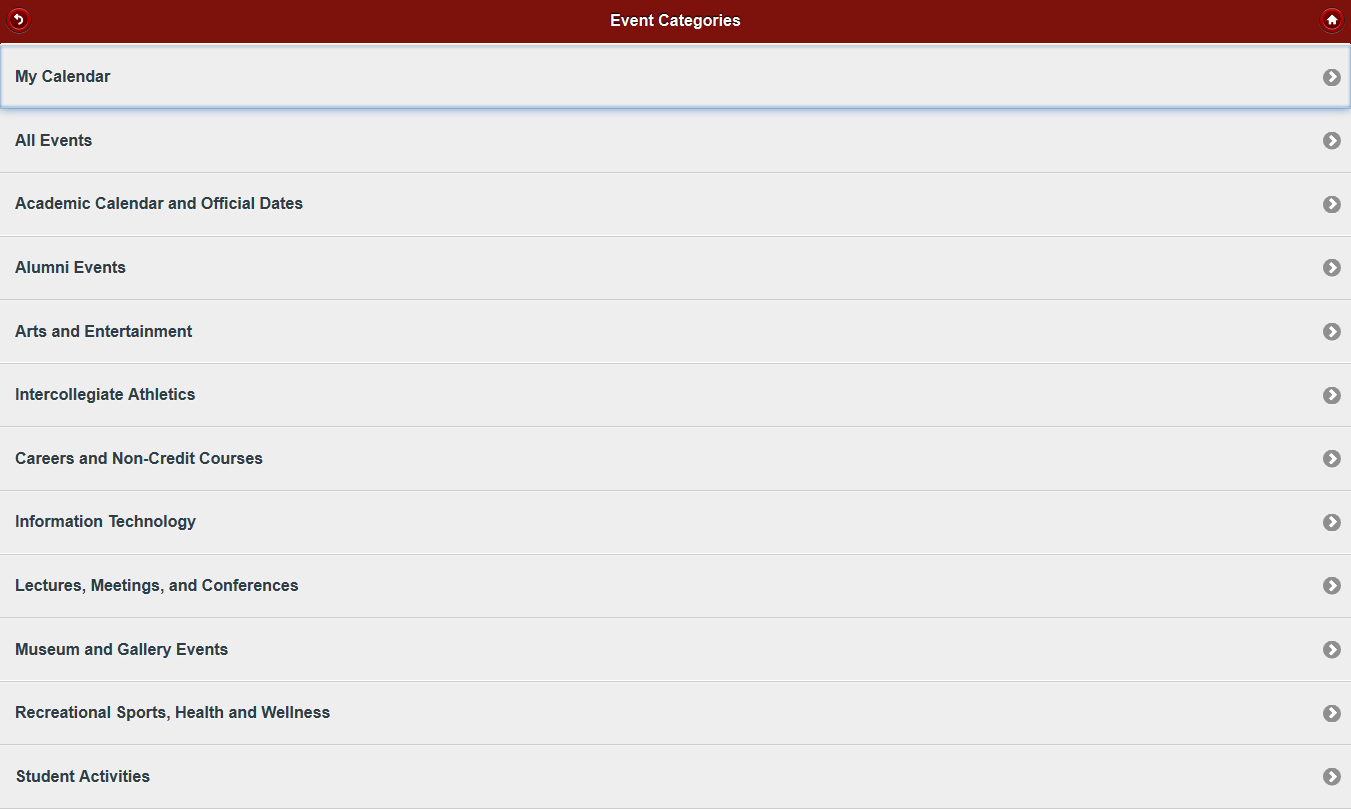 Event Categories
My Calendar
All Events
Academic Calendar and Official Dates
Alumni Events
Arts and Entertainment
Intercollegiate Athletics
Careers and Non-Credit Courses
Information Technology
Lectures, Meetings, and Conferences
Museum and Gallery Events
Recreational Sports, Health and Wellness
Student Activities